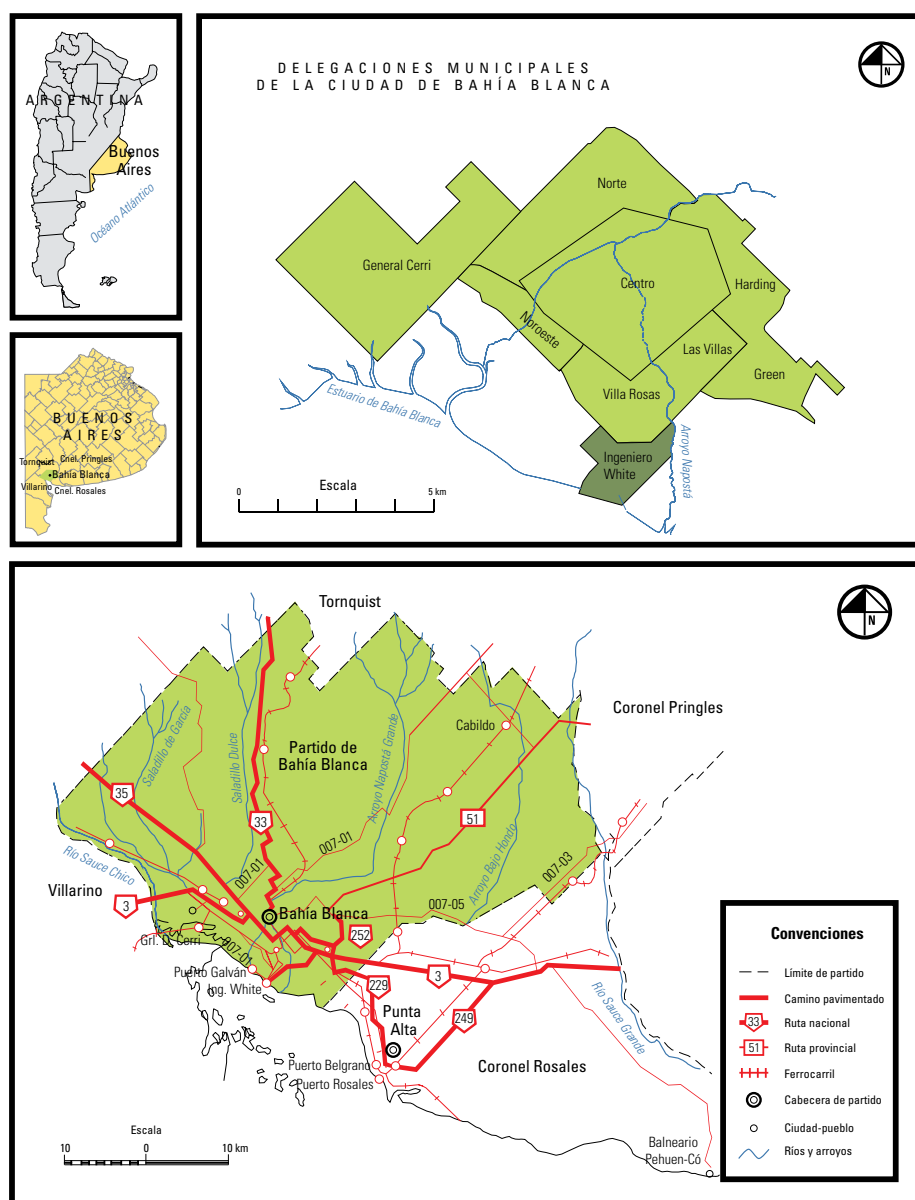 ARGENTINA
Buenos
Aires
Océano Atlántico
DELEGACIONES MUNICIPALES
DE LA CIUDAD DE BAHÍA BLANCA
N
Norte
General Cerri
Centro
Harding
Noroeste
Las Villas
Green
Villa Rosas
Estuario de Bahía Blanca
Ingeniero
White
Arroyo Napostá
Escala
0
5 km
BUENOS
AIRES
Tornquist
Cnel. Pringles
Bahía Blanca
Villarino
Cnel. Rosales
Tornquist
N
Coronel Pringles
Cabildo
Partido de
Bahía Blanca
Saladillo de García
Saladillo Dulce
Arroyo Napostá Grande
35
33
51
007-01
007-01
Arroyo Bajo Hondo
007-03
Río Sauce Chico
Villarino
3
Bahía Blanca
007-05
252
Grl. D. Cerri
007-01
Puerto Galván
Ing. White
229
3
249
Punta
Alta
Río Sauce Grande
Puerto Belgrano
Puerto Rosales
Coronel Rosales
Balneario
Pehuen-Có
Escala
10
0
10 km
Convenciones
Límite de partido
Camino pavimentado
33
Ruta nacional
51
Ruta provincial
Ferrocarril
Cabecera de partido
Ciudad-pueblo
Ríos y arroyos